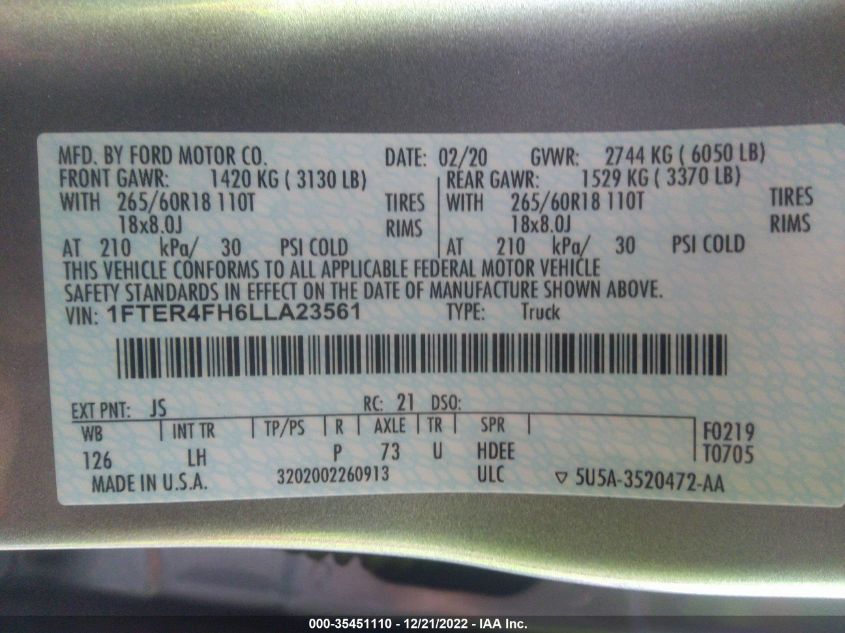 MFD. BY FORD MOTOR CO. DATE: 02/20 GVWR: 2744 KG ( 6050 LB)
FRONT GAWR: 1420 KG ( 3130 LB) REAR GAWR: 1529 KG ( 3370 LB)
WITH 265/60R18 110T TIRES WITH 265/60R18 110T TIRES
18x8.0J RIMS 18x8.0J RIMS
AT 210 kPa/ 30 PSI COLD AT 210 kPa/ 30 PSI COLD
THIS VEHICLE CONFORMS TO ALL APPLICABLE FEDERAL MOTOR VEHICLE
SAFETY STANDARDS IN EFFECT ON THE DATE OF MANUFACTURE SHOWN ABOVE.
VIN: 1FTER4FH6LLA23561 TYPE: Truck
EXT PNT: JS RC: 21 DSO:
WB INT TR TP/PS R AXLE TR SPR F0219
126 LH P 73 U HDEE T0705
MADE IN U.S.A. 3202002260913 ULC ▽ 5U5A-3520472-AA
000-35451110 - 12/21/2022 - IAA Inc.